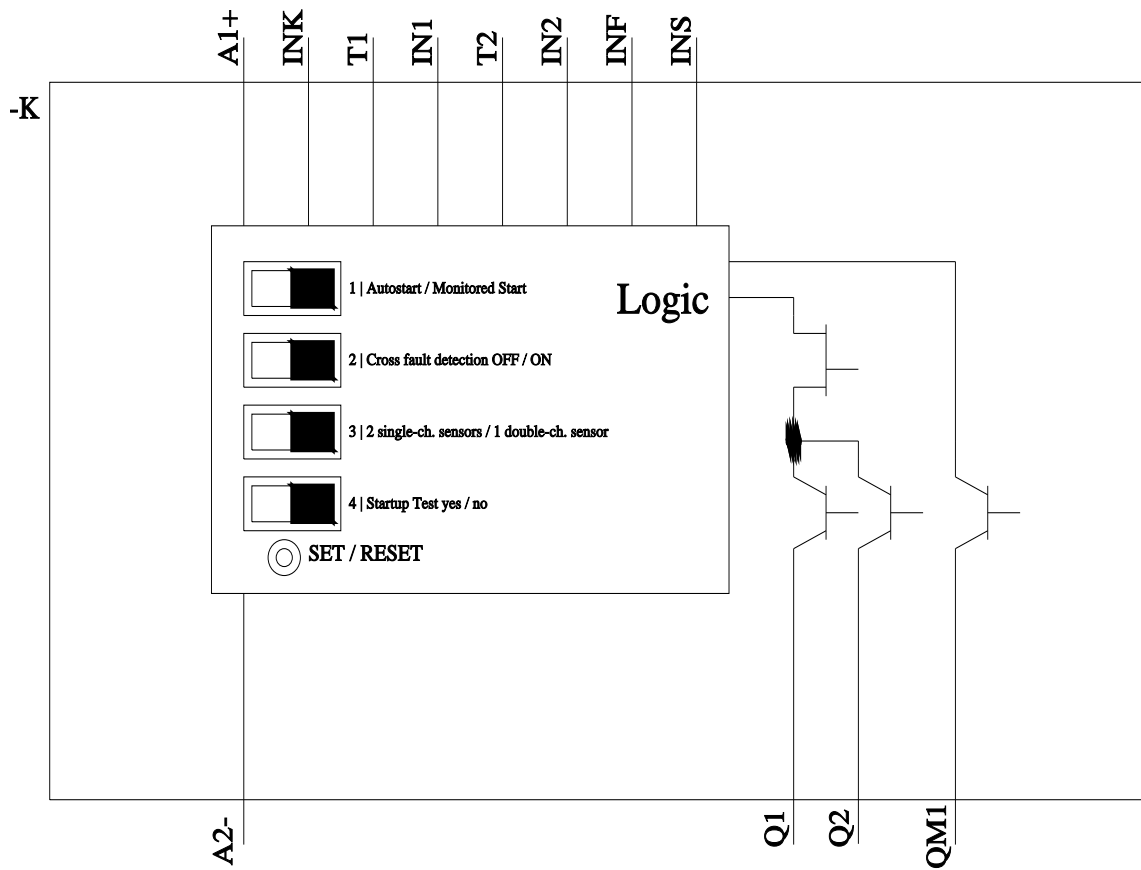 A1+
INK
T1
IN1
T2
IN2
INF
INS
-K
1 | Autostart / Monitored Start
Logic
2 | Cross fault detection OFF / ON
3 | 2 single-ch. sensors / 1 double-ch. sensor
4 | Startup Test yes / no
SET / RESET
A2-
Q1
Q2
QM1